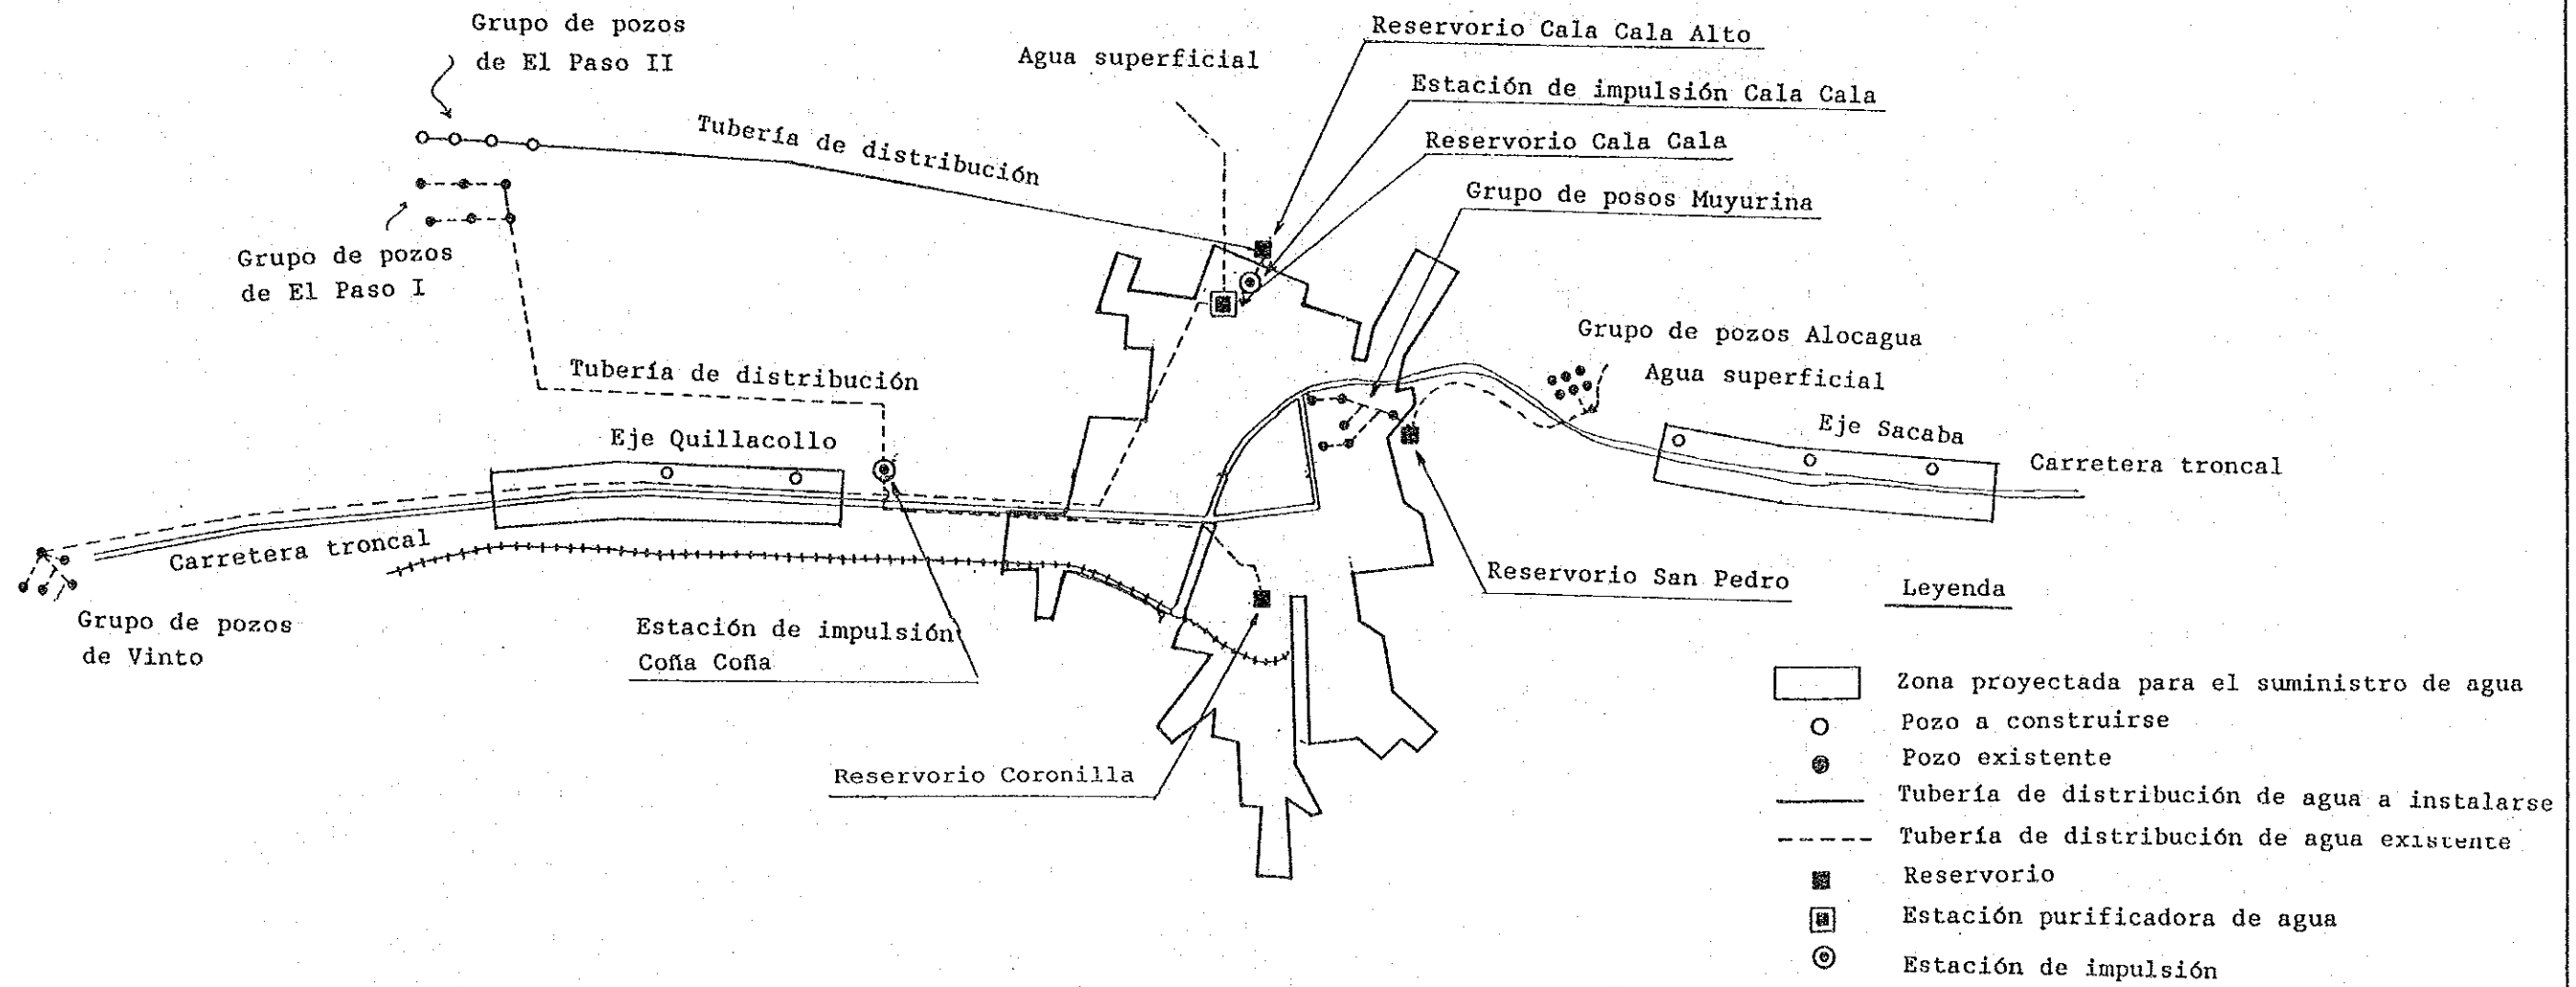 Grupo de pozos
de El Paso II
Agua superficial
Reservorio Cala Cala Alto
Estación de impulsión Cala Cala
Reservorio Cala Cala
Grupo de posos Muyurina
Tubería de distribución
Grupo de pozos
de El Paso I
Tubería de distribución
Grupo de pozos Alocagua
Agua superficial
Eje Quillacollo
Eje Sacaba
Carretera troncal
Carretera troncal
Grupo de pozos
de Vinto
Estación de impulsión
Coña Coña
Reservorio San Pedro
Reservorio Coronilla
Leyenda
Zona proyectada para el suministro de agua
Pozo a construirse
Pozo existente
Tubería de distribución de agua a instalarse
Tubería de distribución de agua existente
Reservorio
Estación purificadora de agua
Estación de impulsión